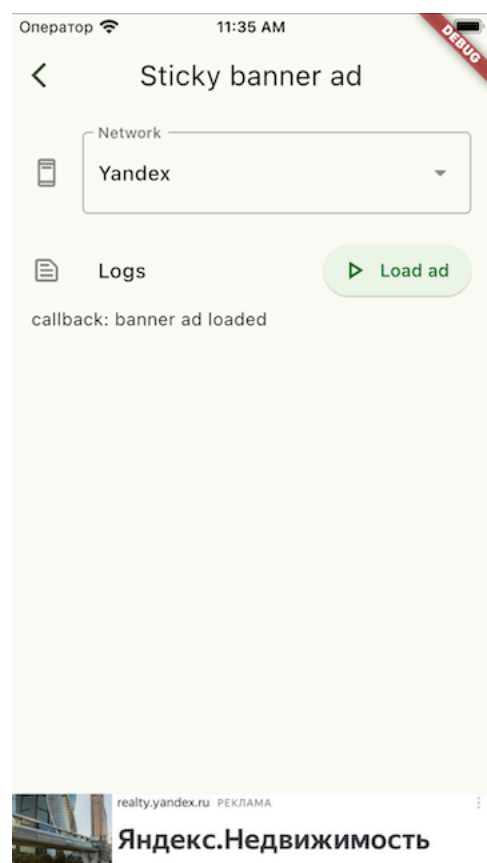 Оператор 11:35 AM
DEBUG
Sticky banner ad
Network
Yandex
Logs
Load ad
callback: banner ad loaded
realty.yandex.ru РЕКЛАМА
Яндекс.Недвижимость